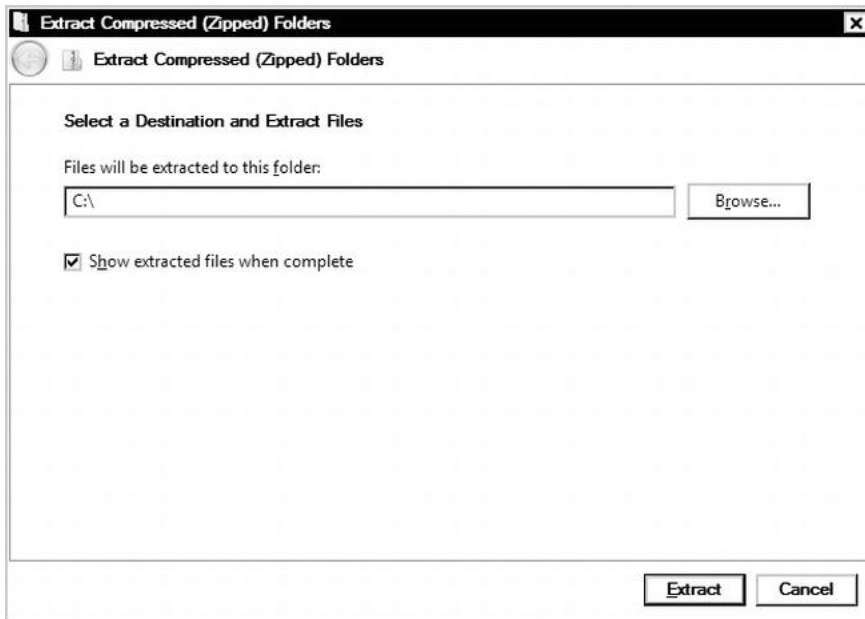 Extract Compressed (Zipped) Folders
Extract Compressed (Zipped) Folders
Select a Destination and Extract Files
Files will be extracted to this folder:
C:\
Browse...
Show extracted files when complete
Extract Cancel